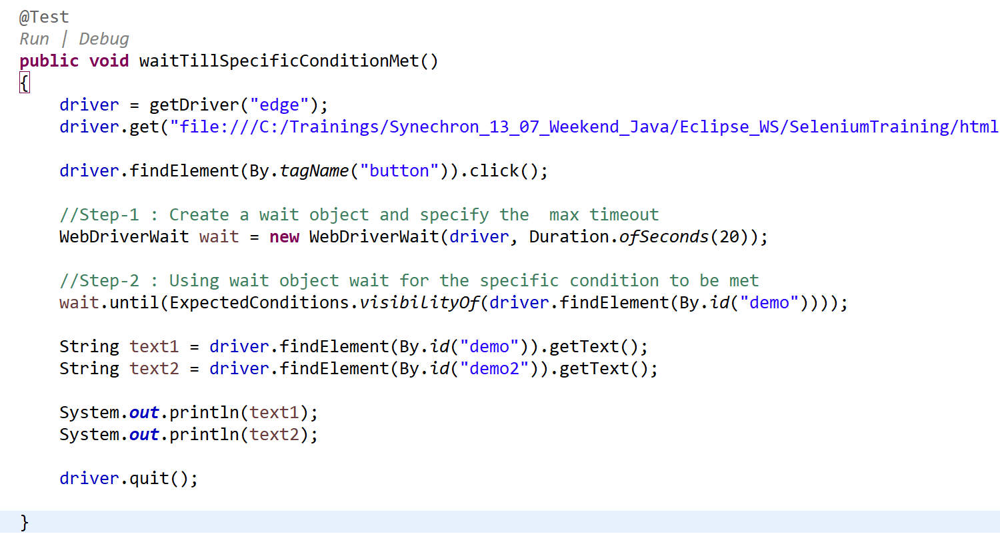 @Test
Run | Debug
public void waitTillSpecificConditionMet()
{
driver = getDriver("edge");
driver.get("file:///C:/Trainings/Synechron_13_07_Weekend_Java/Eclipse_WS/SeleniumTraining/html
driver.findElement(By.tagName("button")).click();
//Step-1 : Create a wait object and specify the  max timeout
WebDriverWait wait = new WebDriverWait(driver, Duration.ofSeconds(20));
//Step-2 : Using wait object wait for the specific condition to be met
wait.until(ExpectedConditions.visibilityOf(driver.findElement(By.id("demo"))));
String text1 = driver.findElement(By.id("demo")).getText();
String text2 = driver.findElement(By.id("demo2")).getText();
System.out.println(text1);
System.out.println(text2);
driver.quit();
}